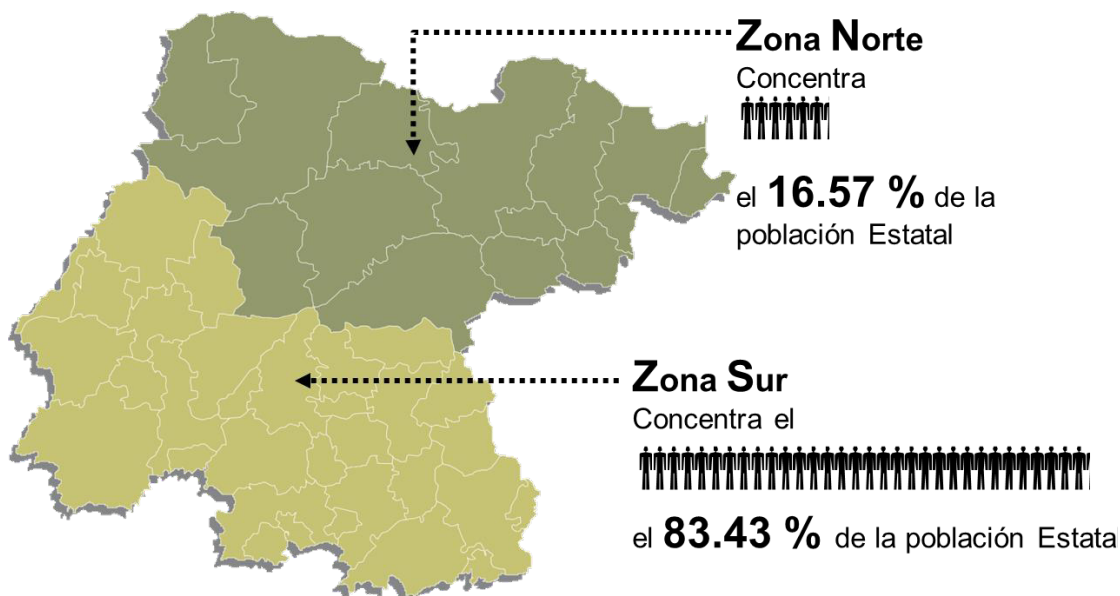 Zona Norte
Concentra
el 16.57 % de la
población Estatal
Zona Sur
Concentra el
el 83.43 % de la población Estatal